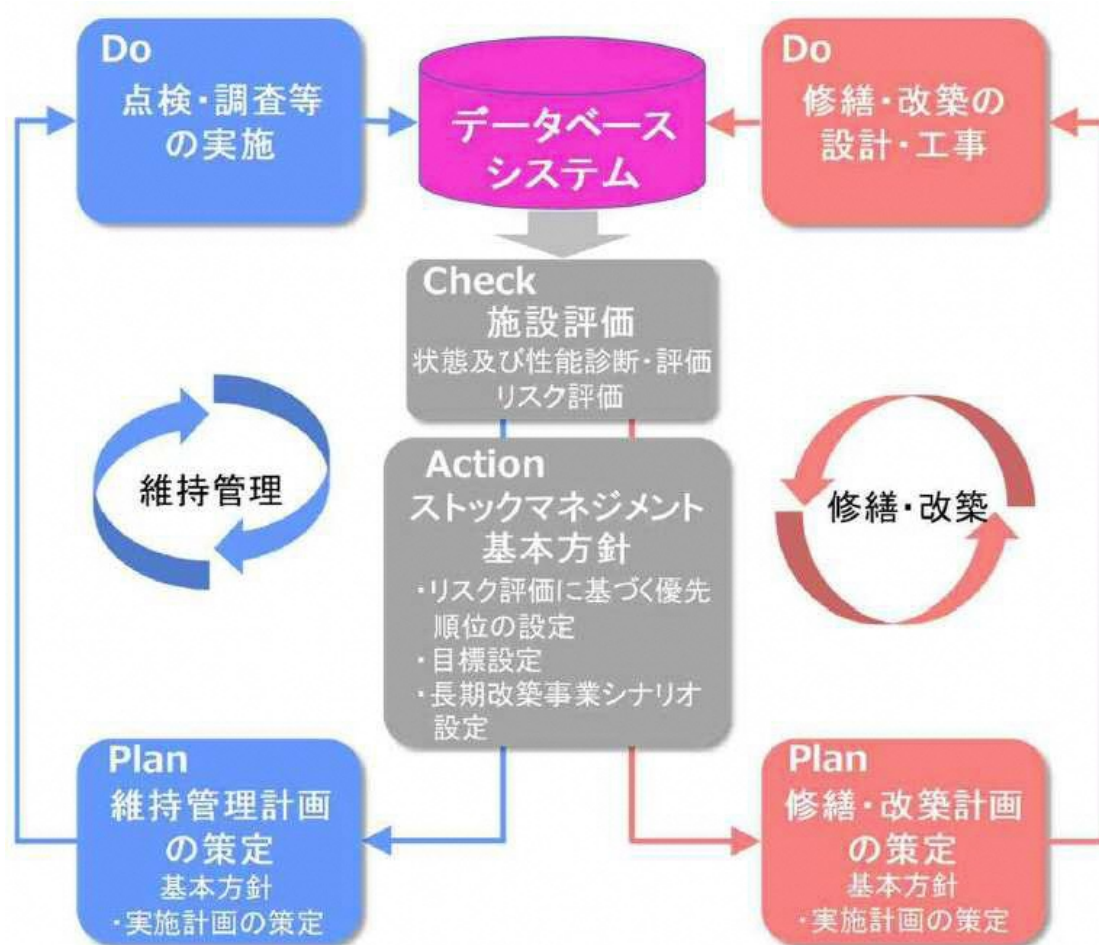 Do
点検・調査等
の実施
データベース
システム
Do
修繕・改築の
設計・工事
Check
施設評価
状態及び性能診断・評価
リスク評価
維持管理
Action
ストックマネジメント
基本方針
・リスク評価に基づく優先
順位の設定
・目標設定
・長期改築事業シナリオ
設定
修繕・改築
Plan
維持管理計画
の策定
基本方針
・実施計画の策定
Plan
修繕・改築計画
の策定
基本方針
・実施計画の策定